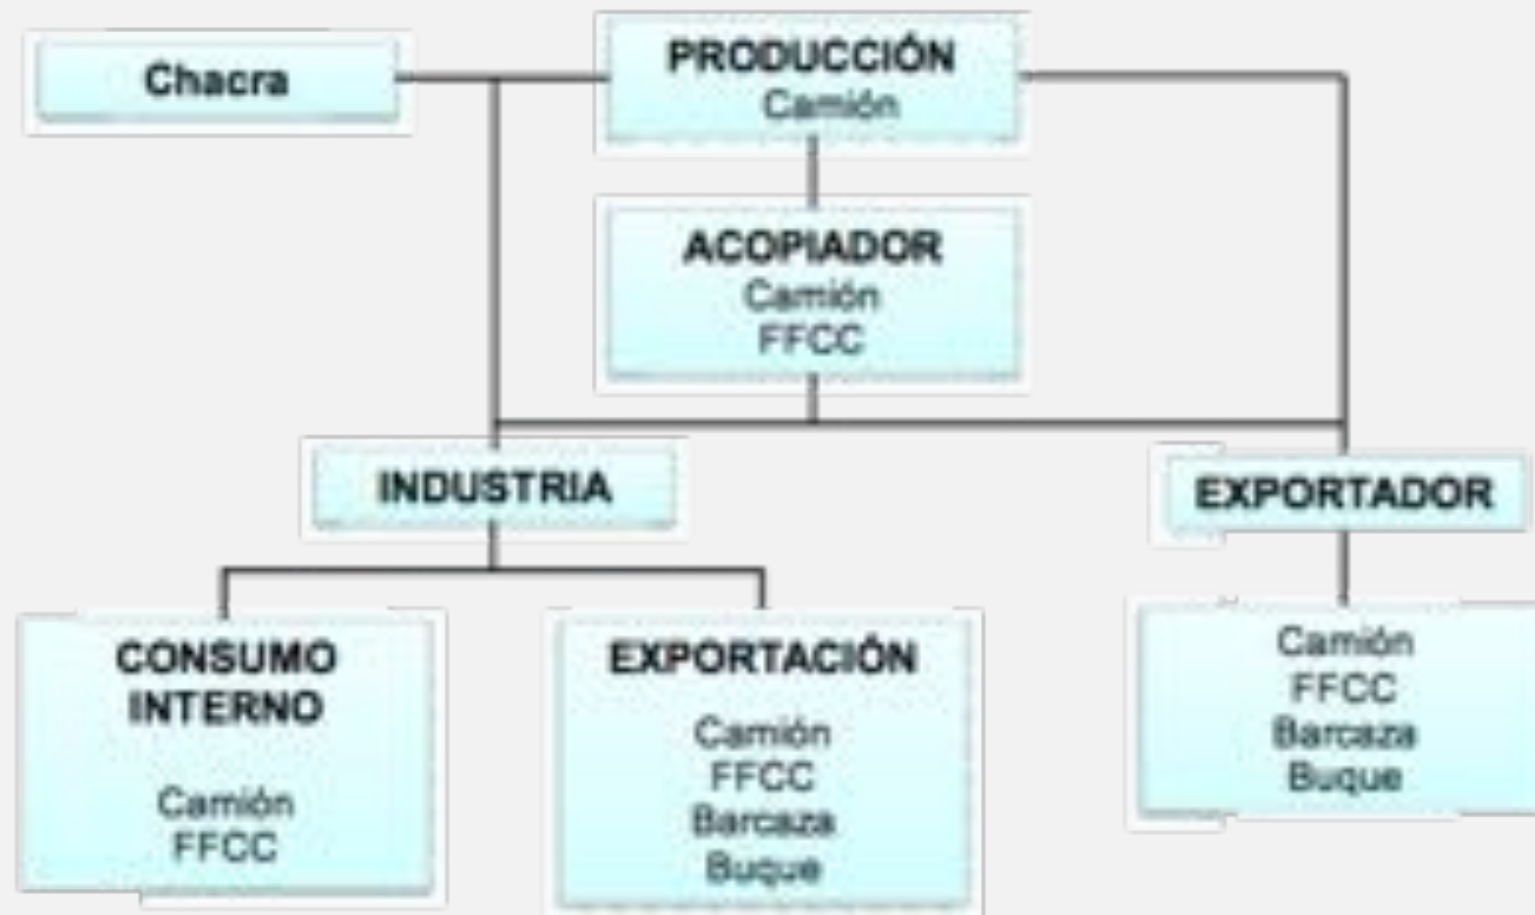 Chacra
PRODUCCIÓN
Camión
ACOPIADOR
Camión
FFCC
INDUSTRIA
EXPORTADOR
CONSUMO
INTERNO
Camión
FFCC
EXPORTACIÓN
Camión
FFCC
Barcaza
Buque
Camión
FFCC
Barcaza
Buque